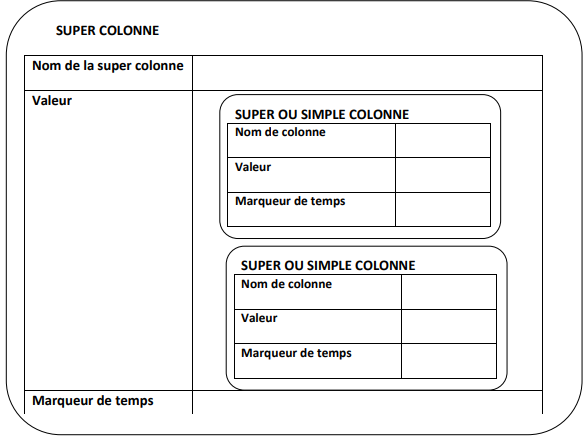 SUPER COLONNE
Nom de la super colonne
Valeur
SUPER OU SIMPLE COLONNE
Nom de colonne
Valeur
Marqueur de temps
SUPER OU SIMPLE COLONNE
Nom de colonne
Valeur
Marqueur de temps
Marqueur de temps